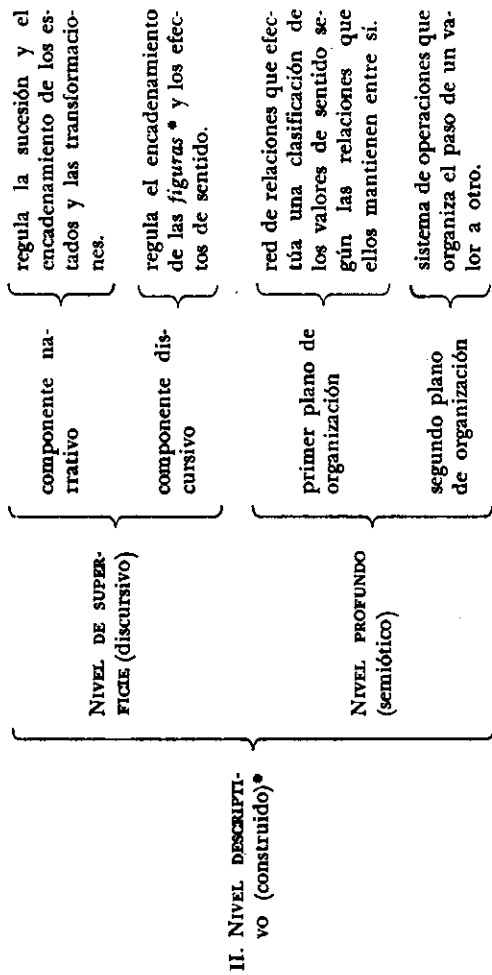 II. NIVEL DESCRIPTI-
VO (construido)*
NIVEL DE SUPER-
FICIE (discursivo)
componente na-
rrativo
regula la sucesión y el
encadenamiento de los es-
tados y las transformacio-
nes.
componente dis-
cursivo
regula el encadenamiento
de las figuras * y los efec-
tos de sentido.
NIVEL PROFUNDO
(semiótico)
primer plano de
organización
red de relaciones que efec-
túa una clasificación de
los valores de sentido se-
gún las relaciones que
ellos mantienen entre sí.
segundo plano
de organización
sistema de operaciones que
organiza el paso de un va-
lor a otro.